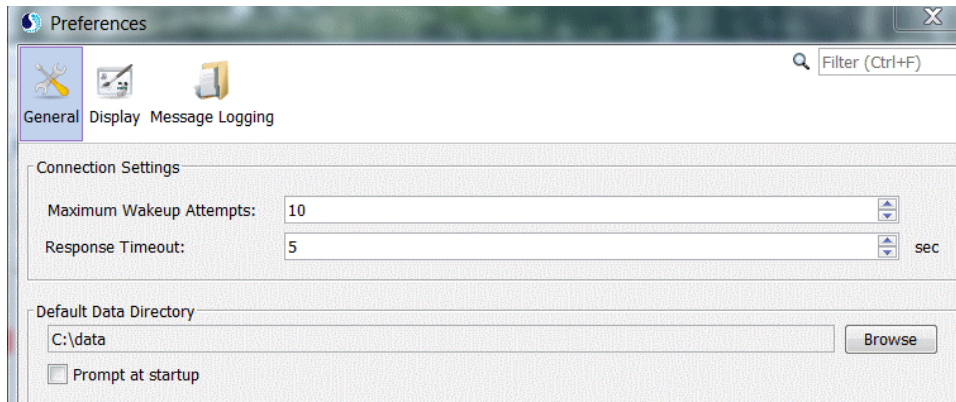 Preferences
X
Filter (Ctrl+F)
General Display Message Logging
Connection Settings
Maximum Wakeup Attempts: 10
Response Timeout: 5 sec
Default Data Directory
C:\data Browse
Prompt at startup